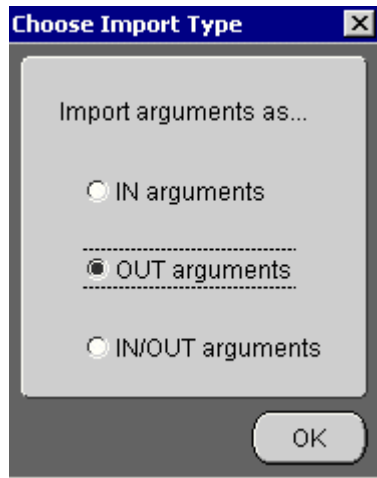 Choose Import Type
Import arguments as...
IN arguments
OUT arguments
IN/OUT arguments
OK